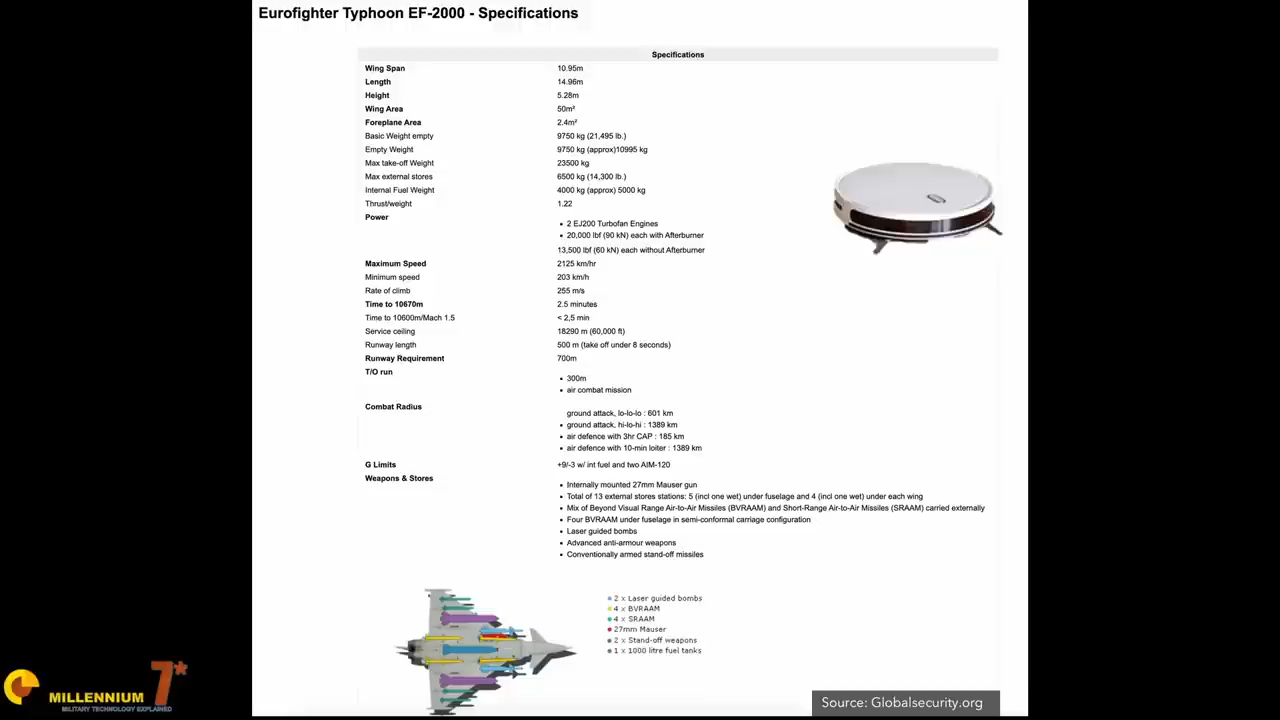 Eurofighter Typhoon EF-2000 - Specifications
Specifications
Wing Span 10.95m
Length 14.96m
Height 5.28m
Wing Area 50m²
Foreplane Area 2.4m²
Basic Weight empty 9750 kg (21,495 lb.)
Empty Weight 9750 kg (approx)10995 kg
Max take-off Weight 23500 kg
Max external stores 6500 kg (14,300 lb.)
Internal Fuel Weight 4000 kg (approx) 5000 kg
Thrust/weight 1.22
Power
• 2 EJ200 Turbofan Engines
• 20,000 lbf (90 kN) each with Afterburner
13,500 lbf (60 kN) each without Afterburner
Maximum Speed 2125 km/hr
Minimum speed 203 km/h
Rate of climb 255 m/s
Time to 10670m 2.5 minutes
Time to 10600m/Mach 1.5 < 2,5 min
Service ceiling 18290 m (60,000 ft)
Runway length 500 m (take off under 8 seconds)
Runway Requirement 700m
T/O run
• 300m
• air combat mission
Combat Radius
ground attack, lo-lo-lo : 601 km
• ground attack, hi-lo-hi : 1389 km
• air defence with 3hr CAP : 185 km
• air defence with 10-min loiter : 1389 km
G Limits +9/-3 w/ int fuel and two AIM-120
Weapons & Stores
• Internally mounted 27mm Mauser gun
• Total of 13 external stores stations: 5 (incl one wet) under fuselage and 4 (incl one wet) under each wing
• Mix of Beyond Visual Range Air-to-Air Missiles (BVRAAM) and Short-Range Air-to-Air Missiles (SRAAM) carried externally
• Four BVRAAM under fuselage in semi-conformal carriage configuration
• Laser guided bombs
• Advanced anti-armour weapons
• Conventionally armed stand-off missiles
2 x Laser guided bombs
4 x BVRAAM
4 x SRAAM
27mm Mauser
2 x Stand-off weapons
1 x 1000 litre fuel tanks
MILLENNIUM 7*
MILITARY TECHNOLOGY EXPLAINED
Source: Globalsecurity.org